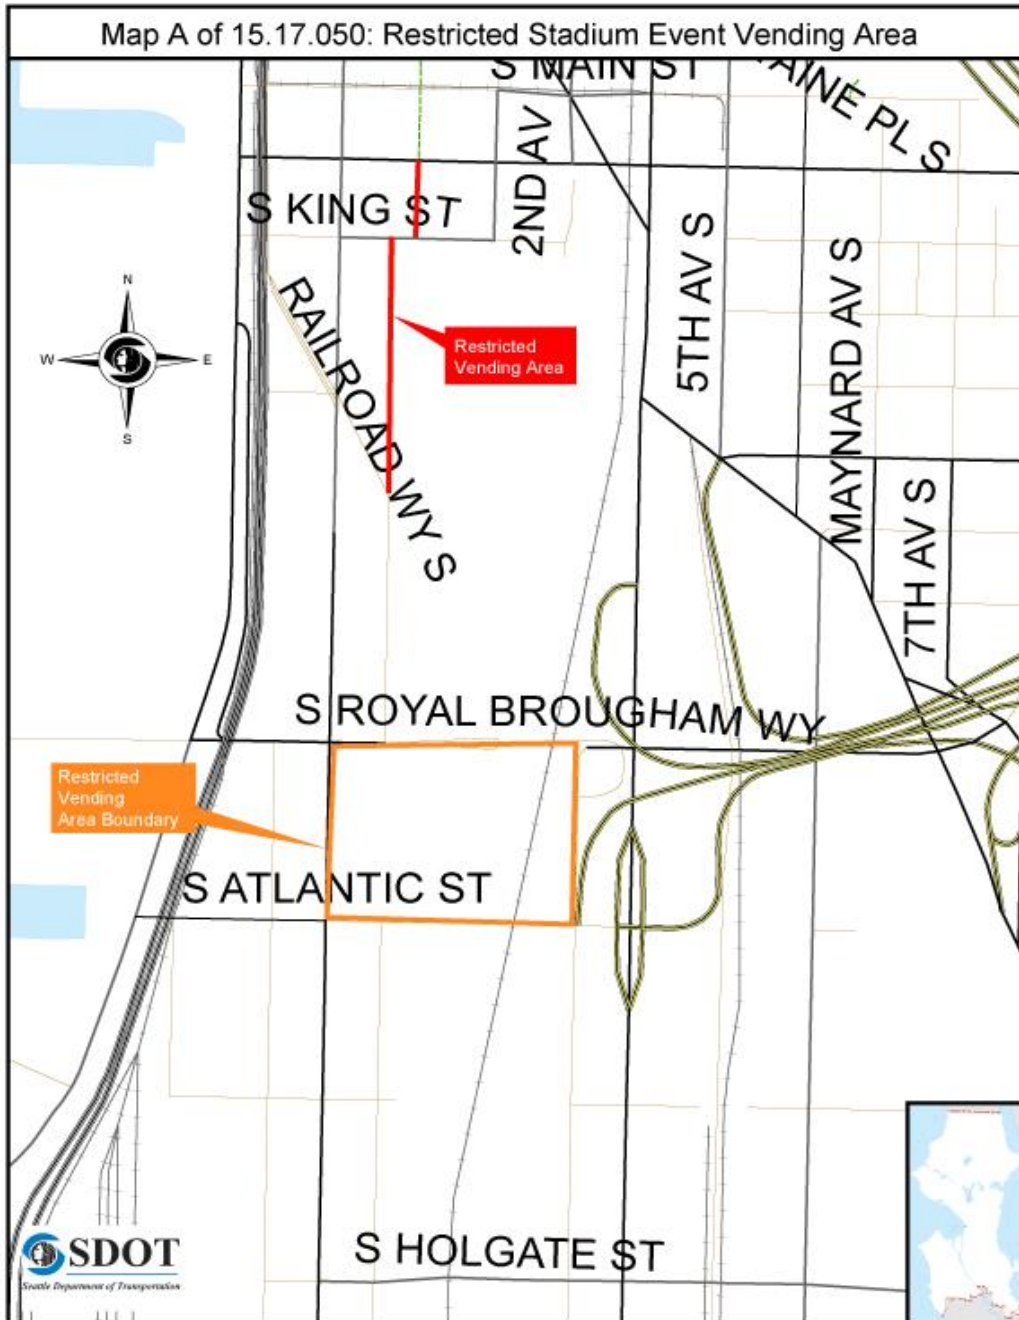 Map A of 15.17.050: Restricted Stadium Event Vending Area
S MAIN ST
AINE PL S
2ND AV
S KING ST
5TH AV S
MAYNARD AV S
N
W
E
S
RAILROAD WY S
Restricted
Vending Area
7TH AV S
S ROYAL BROUGHAM WY
Restricted
Vending
Area Boundary
S ATLANTIC ST
S HOLGATE ST
SDOT
Seattle Department of Transportation